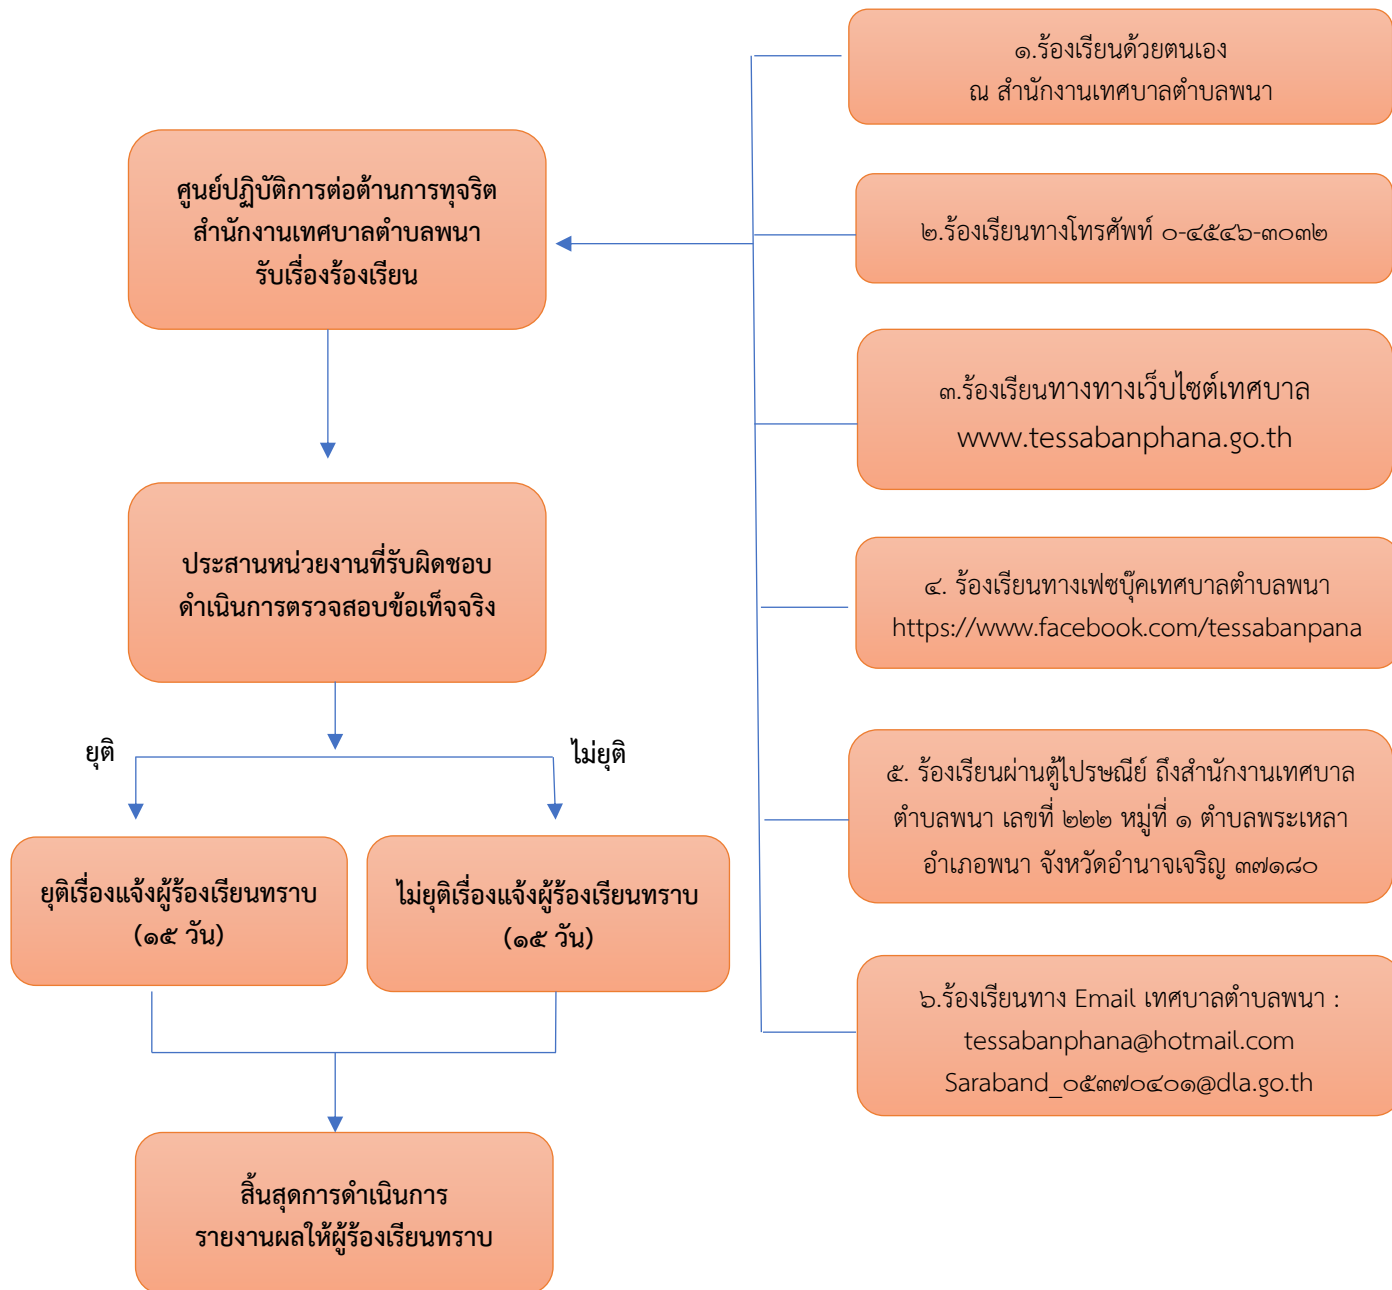 ๑.ร้องเรียนด้วยตนเอง
ณ สำนักงานเทศบาลตำบลพนา
ศูนย์ปฏิบัติการต่อต้านการทุจริต
สำนักงานเทศบาลตำบลพนา
รับเรื่องร้องเรียน
๒.ร้องเรียนทางโทรศัพท์ ๐-๔๕๔๖-๓๐๓๒
๓.ร้องเรียนทางทางเว็บไซต์เทศบาล
www.tessabanphana.go.th
ประสานหน่วยงานที่รับผิดชอบ
ดำเนินการตรวจสอบข้อเท็จจริง
๔. ร้องเรียนทางเฟซบุ๊คเทศบาลตำบลพนา
https://www.facebook.com/tessabanpana
ยุติ
ไม่ยุติ
๕. ร้องเรียนผ่านตู้ไปรษณีย์ ถึงสำนักงานเทศบาล
ตำบลพนา เลขที่ ๒๒๒ หมู่ที่ ๑ ตำบลพระเหลา
อำเภอพนา จังหวัดอำนาจเจริญ ๓๗๑๘๐
ยุติเรื่องแจ้งผู้ร้องเรียนทราบ
(๑๕ วัน)
ไม่ยุติเรื่องแจ้งผู้ร้องเรียนทราบ
(๑๕ วัน)
๖.ร้องเรียนทาง Email เทศบาลตำบลพนา :
tessabanphana@hotmail.com
Saraband_๐๕๓๗๐๔๐๑@dla.go.th
สิ้นสุดการดำเนินการ
รายงานผลให้ผู้ร้องเรียนทราบ